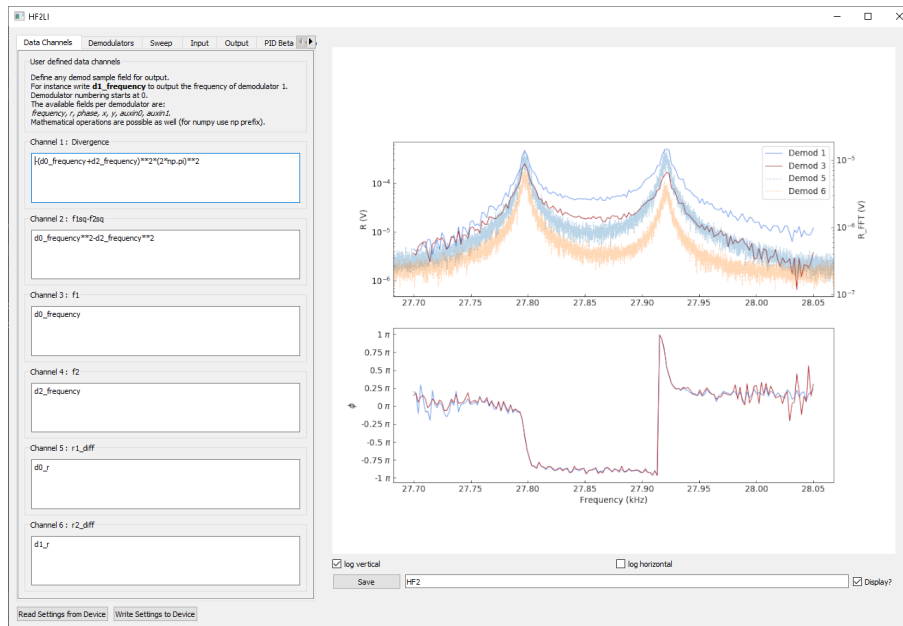 HF2LI
Data Channels Demodulators Sweep Input Output PID Beta
User defined data channels
Define any demod sample field for output.
For instance write d1_frequency to output the frequency of demodulator 1.
Demodulator numbering starts at 0.
The available fields per demodulator are:
frequency, r, phase, x, y, auxin0, auxin1.
Mathematical operations are possible as well (for numpy use np prefix).
Channel 1 : Divergence
-(d0_frequency+d2_frequency)**2*(2*np.pi)**2
Channel 2 : f1sq-f2sq
d0_frequency**2-d2_frequency**2
Channel 3 : f1
d0_frequency
Channel 4 : f2
d2_frequency
Channel 5 : r1_diff
d0_r
Channel 6 : r2_diff
d1_r
Read Settings from Device Write Settings to Device
Demod 1
Demod 3
Demod 5
Demod 6
R (V)
10⁻⁴
10⁻⁵
10⁻⁶
R_FFT (V)
10⁻⁵
10⁻⁶
10⁻⁷
27.70 27.75 27.80 27.85 27.90 27.95 28.00 28.05
ϕ
1 π
0.75 π
0.5 π
0.25 π
0 π
-0.25 π
-0.5 π
-0.75 π
-1 π
27.70 27.75 27.80 27.85 27.90 27.95 28.00 28.05
Frequency (kHz)
log vertical log horizontal
Save HF2 Display?